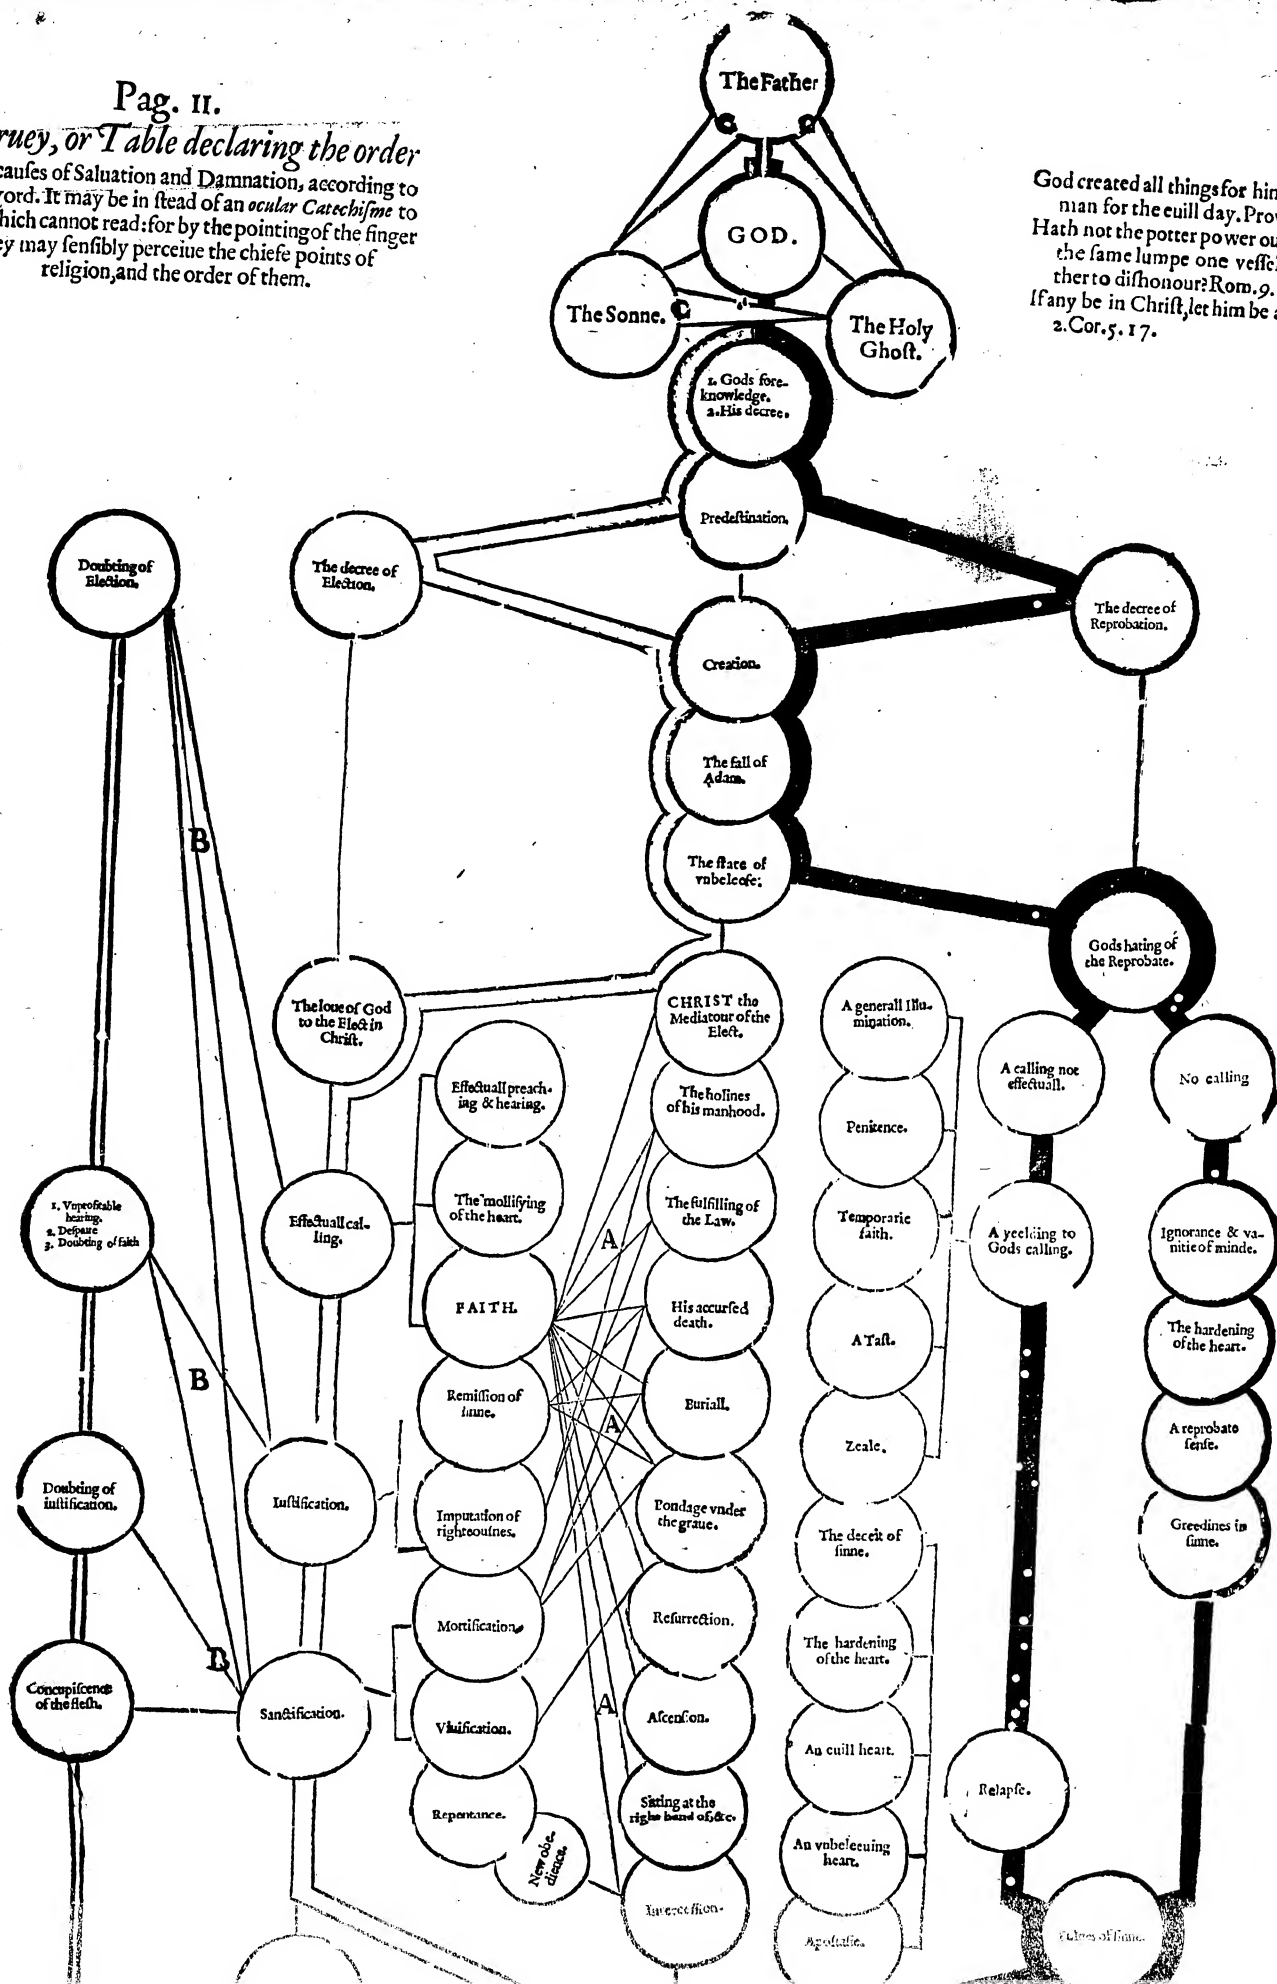 Pag. 11.
ruey, or Table declaring the order
cauſes of Saluation and Damnation, according to
ord. It may be in ſtead of an ocular Catechiſme to
hich cannot read: for by the pointing of the finger
ey may ſenſibly perceiue the chiefe points of
religion, and the order of them.
God created all things for hi
man for the euill day. Pro
Hath not the potter power ou
the ſame lumpe one veſſe
ther to diſhonour? Rom. 9.
If any be in Chriſt, let him be a
2. Cor. 5. 17.
The Father
GOD.
The Sonne.
The Holy
Ghoſt.
1. Gods fore-
knowledge.
2. His decree.
Predeſtination.
Doubting of
Election.
The decree of
Election.
The decree of
Reprobation.
Creation.
The fall of
Adam.
The ſtate of
vnbeleefe:
B
Gods hating of
the Reprobate.
The loue of God
to the Elect in
Chriſt.
CHRIST the
Mediatour of the
Elect.
A generall Illu-
mination.
A calling not
effectuall.
No calling
Effectuall preach-
ing & hearing.
The holines
of his manhood.
Penitence.
1. Vnprofitable
hearing.
2. Deſpaire
3. Doubting of faith
Effectuall cal-
ling.
The mollifying
of the heart.
The fulfilling of
the Law.
Temporarie
faith.
A yeelding to
Gods calling.
Ignorance & va-
nitie of minde.
A
FAITH.
His accurſed
death.
A Taſt.
The hardening
of the heart.
B
Remiſſion of
ſinne.
A
Buriall.
Zeale.
A reprobate
ſenſe.
Doubting of
iuſtification.
Iuſtification.
Imputation of
righteouſnes.
Bondage vnder
the graue.
The deceit of
ſinne.
Greedines in
ſinne.
Mortification
Reſurrection.
The hardening
of the heart.
B
Concupiſcence
of the fleſh.
Sanctification.
Viuification.
A
Aſcenſion.
An euill heart.
Relapſe.
Repentance.
New obe-
dience.
Sitting at the
right hand of, &c.
An vnbeleeuing
heart.
Interceſſion.
Apoſtaſie.
Fulnes of ſinne.